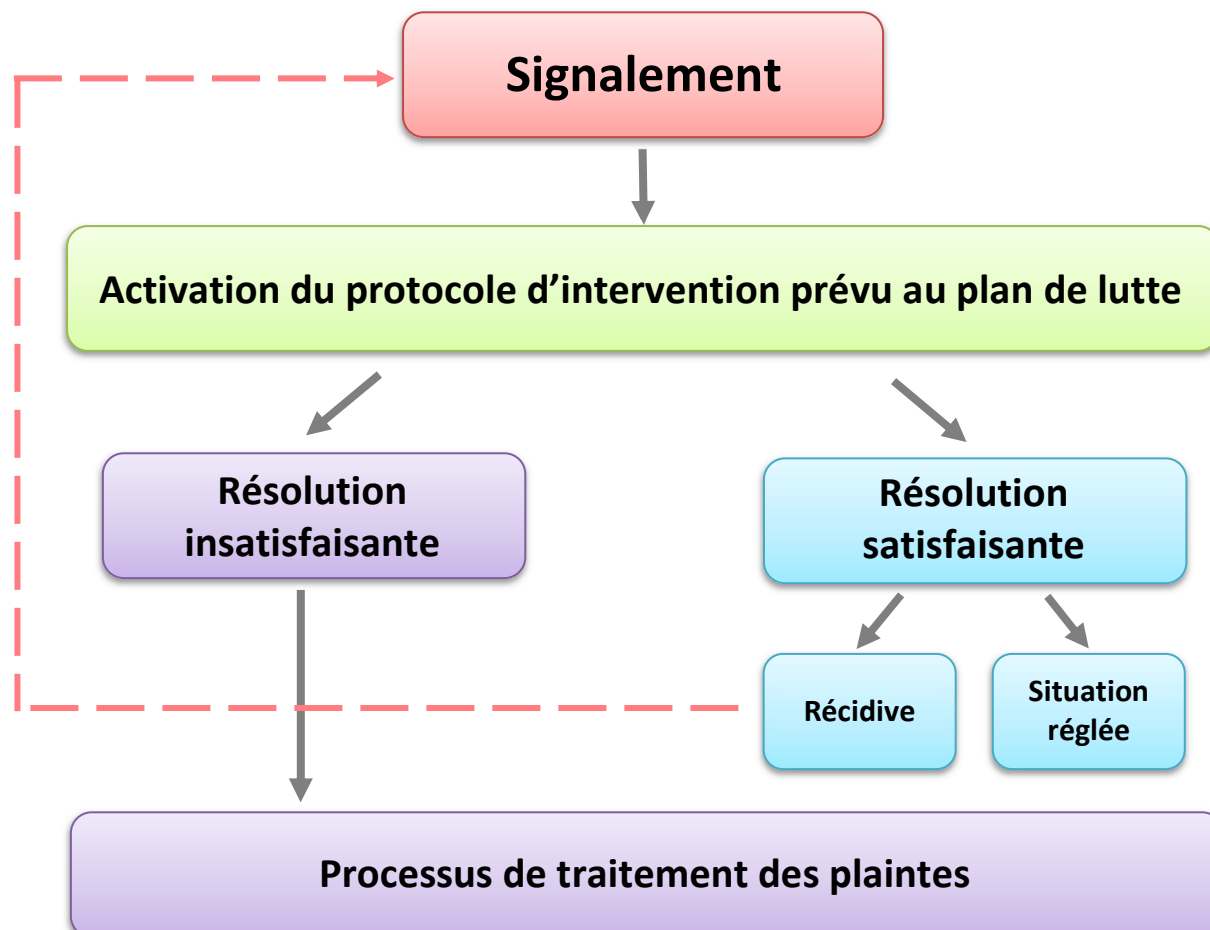 Signalement
Activation du protocole d’intervention prévu au plan de lutte
Résolution
insatisfaisante
Résolution
satisfaisante
Récidive
Situation
réglée
Processus de traitement des plaintes